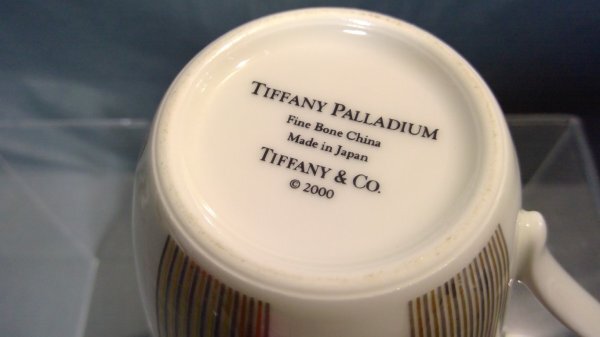 TIFFANY PALLADIUM
Fine Bone China
Made in Japan
TIFFANY & CO.
© 2000